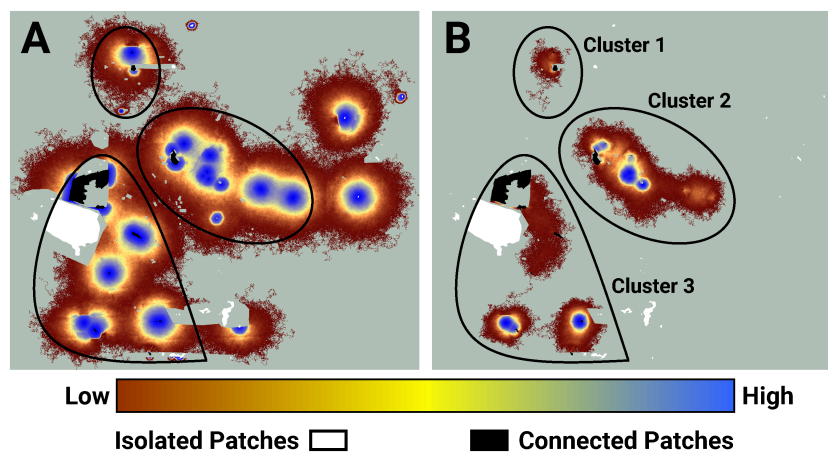 A
B
Cluster 1
Cluster 2
Cluster 3
Low
High
Isolated Patches
Connected Patches